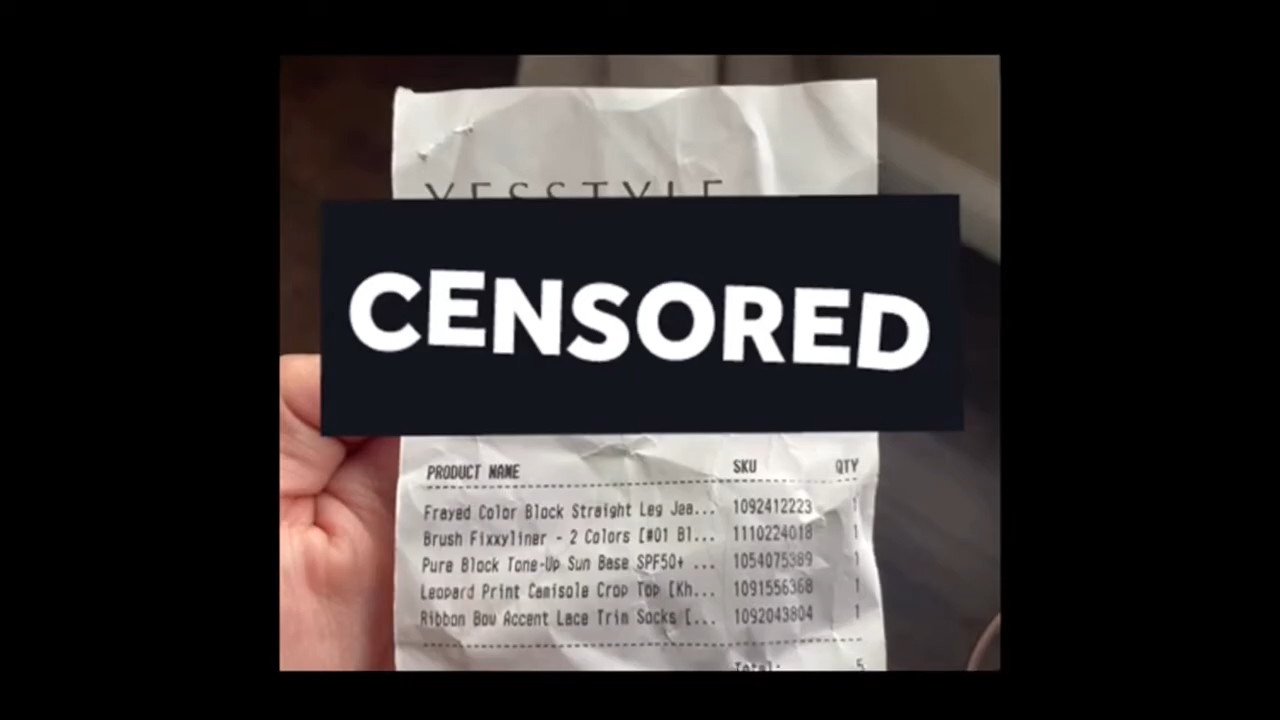 YESSTYLE
CENSORED
PRODUCT NAME SKU QTY
Frayed Color Block Straight Leg Jea... 1092412223 1
Brush Fixxyliner - 2 Colors [#01 Bl... 1110224018 1
Pure Block Tone-Up Sun Base SPF50+ ... 1054075389 1
Leopard Print Camisole Crop Top [Kh... 1091556368 1
Ribbon Bow Accent Lace Trim Socks [... 1092043804 1
Total: 5